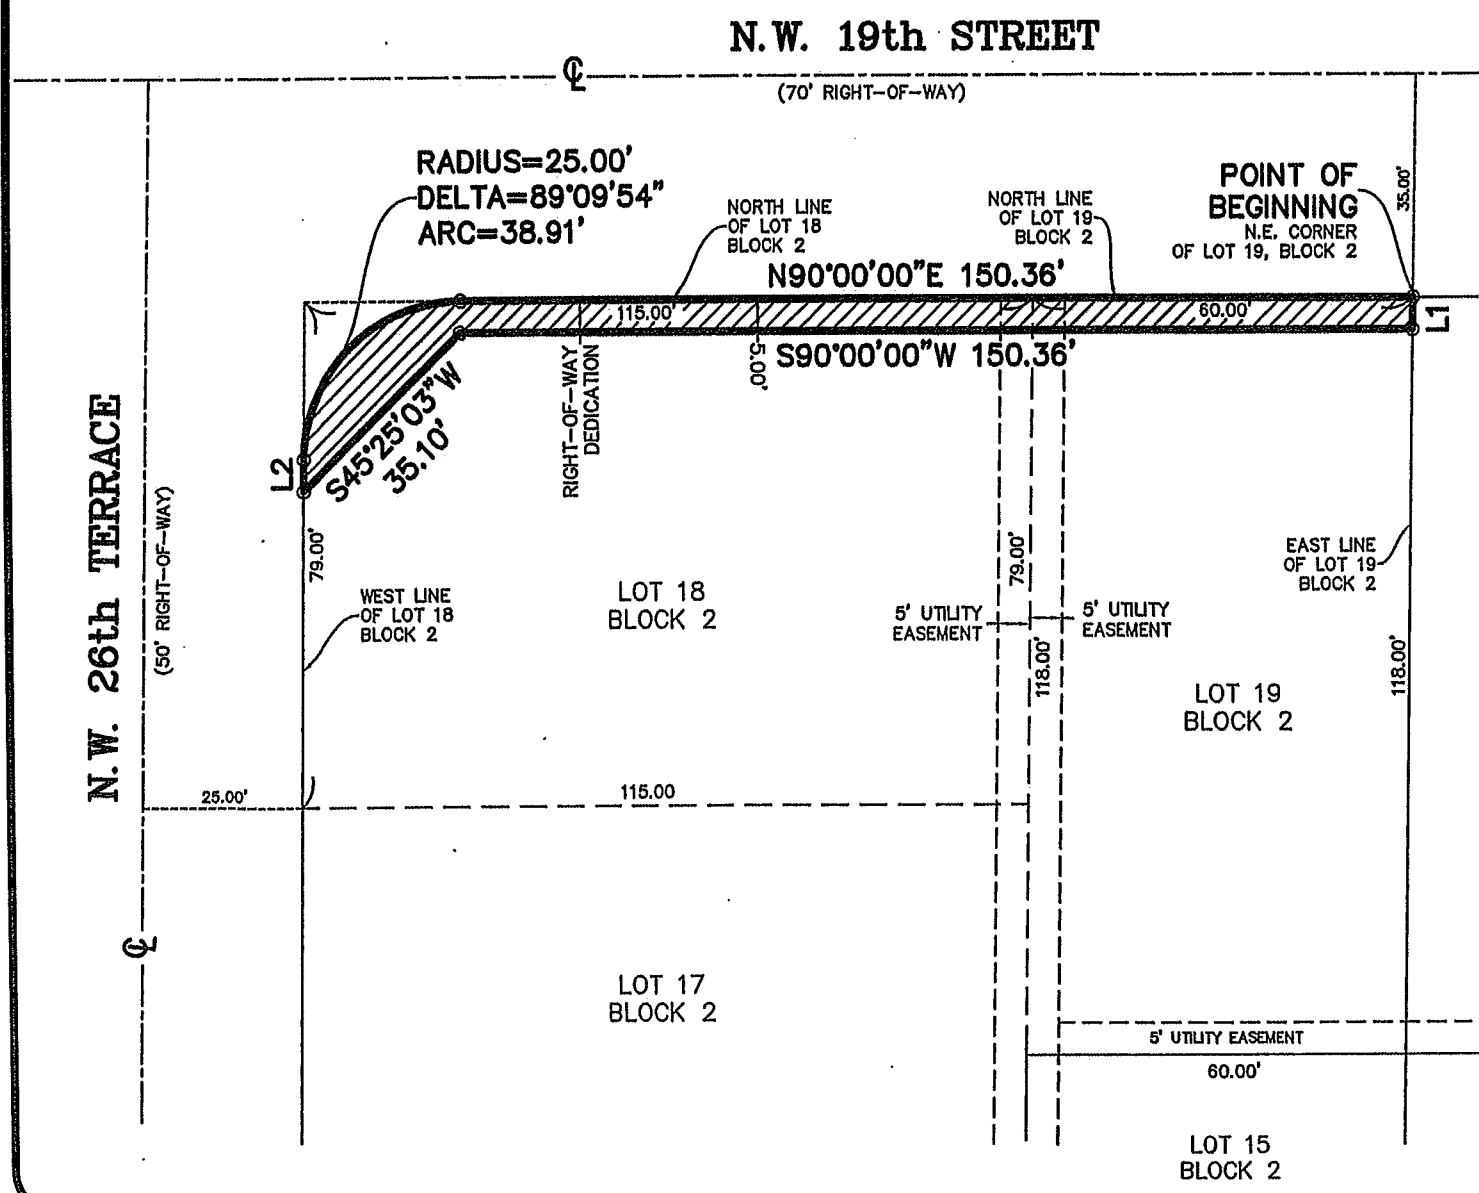 N.W. 19th STREET
℄
(70' RIGHT-OF-WAY)
RADIUS=25.00'
DELTA=89°09'54"
ARC=38.91'
NORTH LINE
OF LOT 18
BLOCK 2
NORTH LINE
OF LOT 19
BLOCK 2
POINT OF
BEGINNING
N.E. CORNER
OF LOT 19, BLOCK 2
35.00'
N90°00'00"E 150.36'
115.00'
60.00'
L1
S90°00'00"W 150.36'
5.00'
RIGHT-OF-WAY
DEDICATION
S45°25'03"W
35.10'
L2
N.W. 26th TERRACE
(50' RIGHT-OF-WAY)
79.00'
WEST LINE
OF LOT 18
BLOCK 2
LOT 18
BLOCK 2
79.00'
5' UTILITY
EASEMENT
5' UTILITY
EASEMENT
118.00'
EAST LINE
OF LOT 19
BLOCK 2
118.00'
LOT 19
BLOCK 2
25.00'
115.00
℄
LOT 17
BLOCK 2
5' UTILITY EASEMENT
60.00'
LOT 15
BLOCK 2